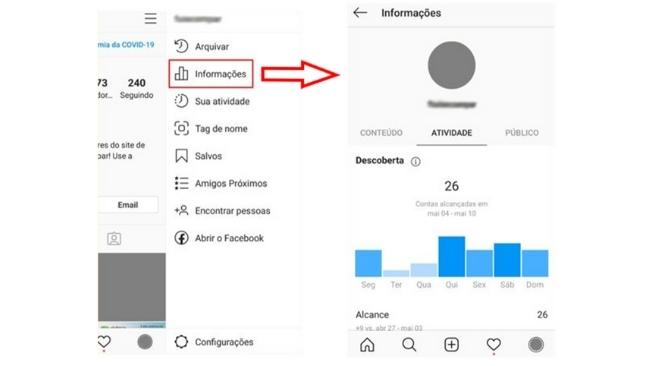 mia da COVID-19
73
240
dor...
Seguindo
res do site de
par! Use a
Email
Arquivar
Informações
Sua atividade
Tag de nome
Salvos
Amigos Próximos
Encontrar pessoas
Abrir o Facebook
Configurações
Informações
CONTEÚDO
ATIVIDADE
PÚBLICO
Descoberta
26
Contas alcançadas em
mai 04 - mai 10
Seg Ter Qua Qui Sex Sáb Dom
Alcance 26
+9 vs. abr 27 - mai 03